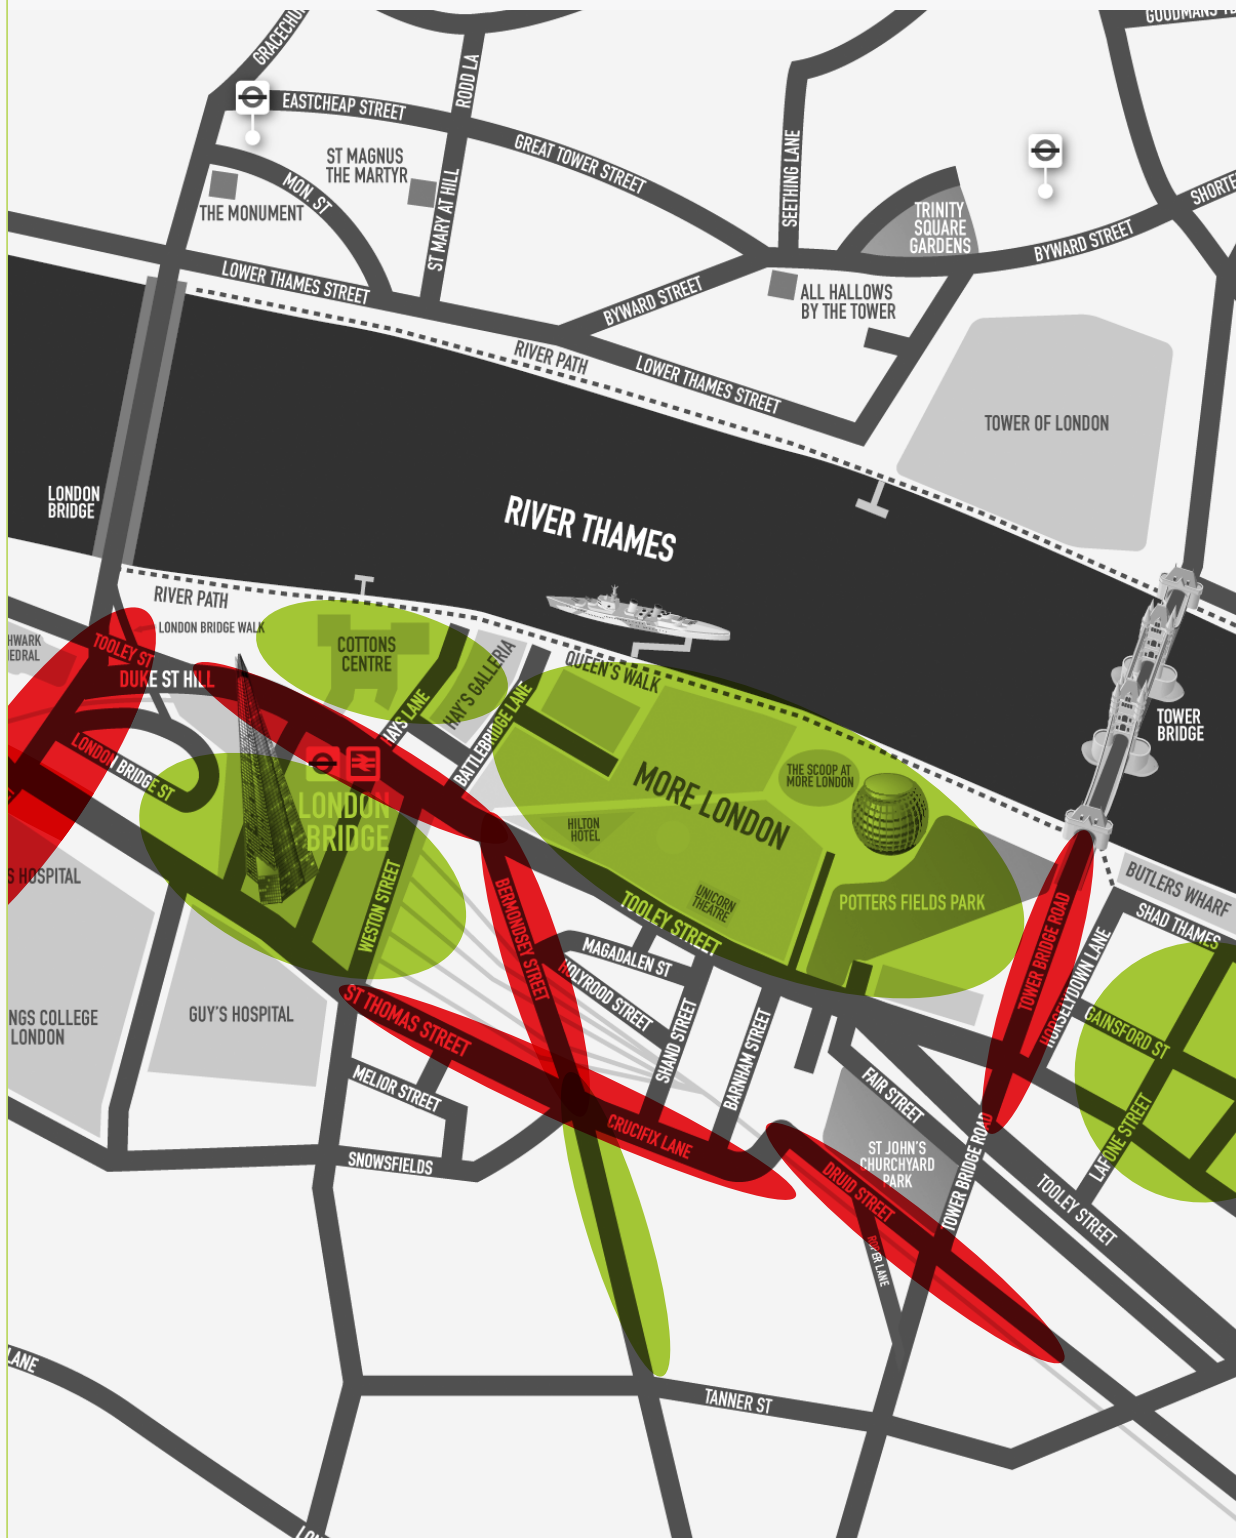 EASTCHEAP STREET
ST MAGNUS
THE MARTYR
THE MONUMENT
MON. ST
ST MARY AT HILL
RODD LA
GREAT TOWER STREET
SEETHING LANE
TRINITY
SQUARE
GARDENS
BYWARD STREET
LOWER THAMES STREET
BYWARD STREET
ALL HALLOWS
BY THE TOWER
RIVER PATH
LOWER THAMES STREET
TOWER OF LONDON
LONDON
BRIDGE
RIVER THAMES
RIVER PATH
LONDON BRIDGE WALK
TOOLEY ST
DUKE ST HILL
COTTONS
CENTRE
HAYS LANE
HAY'S GALLERIA
BATTLEBRIDGE LANE
QUEEN'S WALK
TOWER
BRIDGE
LONDON BRIDGE ST
LONDON
BRIDGE
MORE LONDON
THE SCOOP AT
MORE LONDON
HILTON
HOTEL
UNICORN
THEATRE
POTTERS FIELDS PARK
BUTLERS WHARF
SHAD THAMES
HOSPITAL
WESTON STREET
BERMONDSEY STREET
TOOLEY STREET
MAGADALEN ST
HOLYROOD STREET
SHAND STREET
BARNHAM STREET
TOWER BRIDGE ROAD
HORSELYDOWN LANE
GAINSFORD ST
LAFONE STREET
NGS COLLEGE
LONDON
GUY'S HOSPITAL
ST THOMAS STREET
MELIOR STREET
SNOWSFIELDS
CRUCIFIX LANE
FAIR STREET
ST JOHN'S
CHURCHYARD
PARK
DRUID STREET
TOWER BRIDGE ROAD
TOOLEY STREET
LANE
TANNER ST